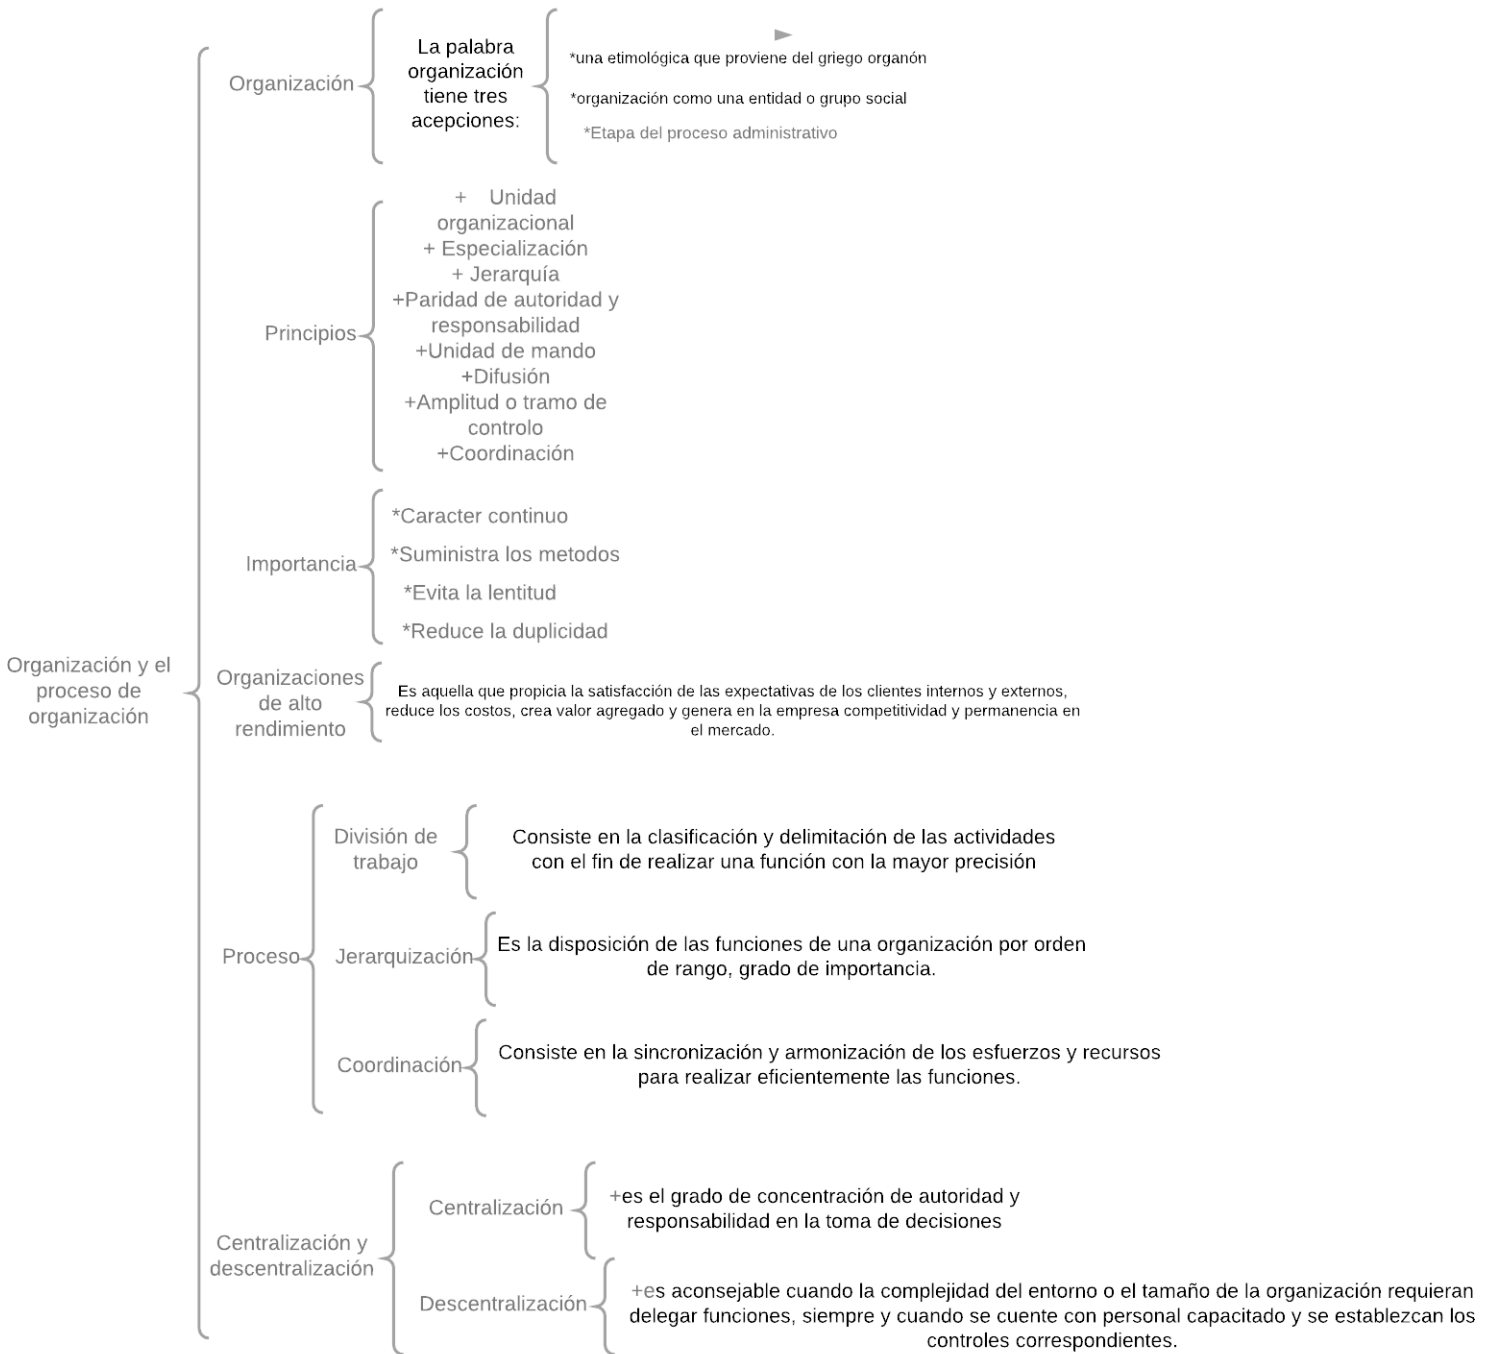 Organización y el
proceso de
organización
Organización
La palabra
organización
tiene tres
acepciones:
*una etimológica que proviene del griego organón
*organización como una entidad o grupo social
*Etapa del proceso administrativo
Principios
+ Unidad
organizacional
+ Especialización
+ Jerarquía
+Paridad de autoridad y
responsabilidad
+Unidad de mando
+Difusión
+Amplitud o tramo de
controlo
+Coordinación
Importancia
*Caracter continuo
*Suministra los metodos
*Evita la lentitud
*Reduce la duplicidad
Organizaciones
de alto
rendimiento
Es aquella que propicia la satisfacción de las expectativas de los clientes internos y externos,
reduce los costos, crea valor agregado y genera en la empresa competitividad y permanencia en
el mercado.
Proceso
División de
trabajo
Consiste en la clasificación y delimitación de las actividades
con el fin de realizar una función con la mayor precisión
Jerarquización
Es la disposición de las funciones de una organización por orden
de rango, grado de importancia.
Coordinación
Consiste en la sincronización y armonización de los esfuerzos y recursos
para realizar eficientemente las funciones.
Centralización y
descentralización
Centralización
+es el grado de concentración de autoridad y
responsabilidad en la toma de decisiones
Descentralización
+es aconsejable cuando la complejidad del entorno o el tamaño de la organización requieran
delegar funciones, siempre y cuando se cuente con personal capacitado y se establezcan los
controles correspondientes.